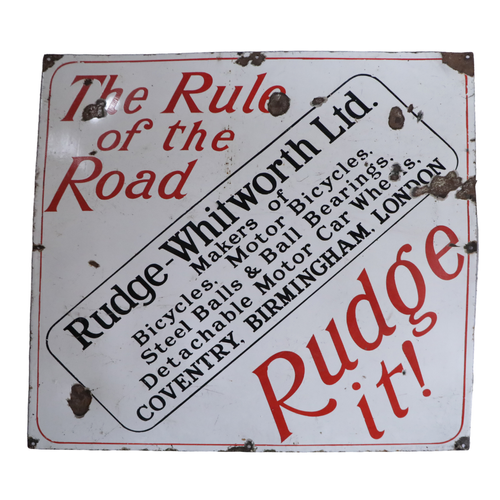 The Rule
of the
Road
Rudge-Whitworth Ltd.
Makers of
Bicycles. Motor Bicycles.
Steel Balls & Ball Bearings.
Detachable Motor Car Wheels.
COVENTRY, BIRMINGHAM, LONDON
Rudge
it!